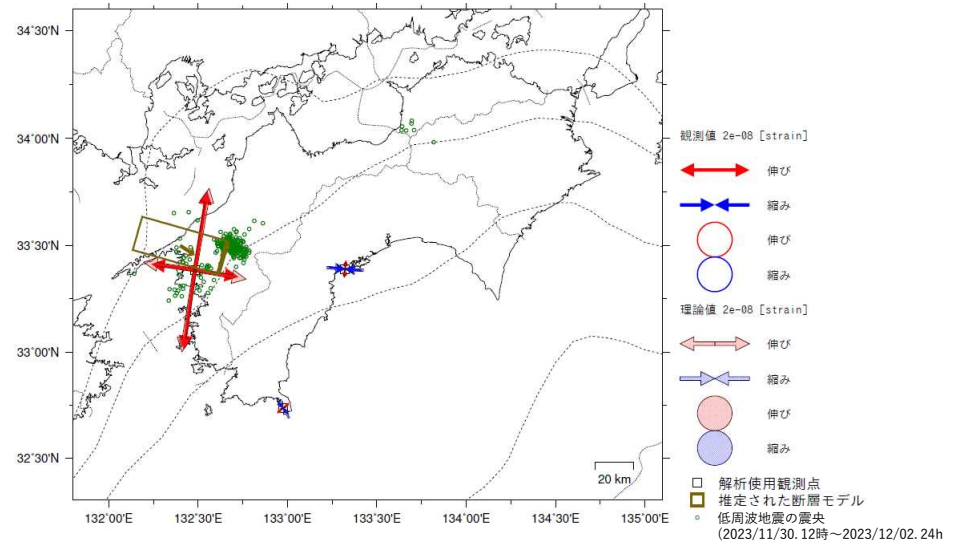 34°30'N
34°00'N
33°30'N
33°00'N
32°30'N
132°00'E 132°30'E 133°00'E 133°30'E 134°00'E 134°30'E 135°00'E
20 km
観測値 2e-08 [strain]
伸び
縮み
伸び
縮み
理論値 2e-08 [strain]
伸び
縮み
伸び
縮み
解析使用観測点
推定された断層モデル
低周波地震の震央
(2023/11/30.12時～2023/12/02.24h